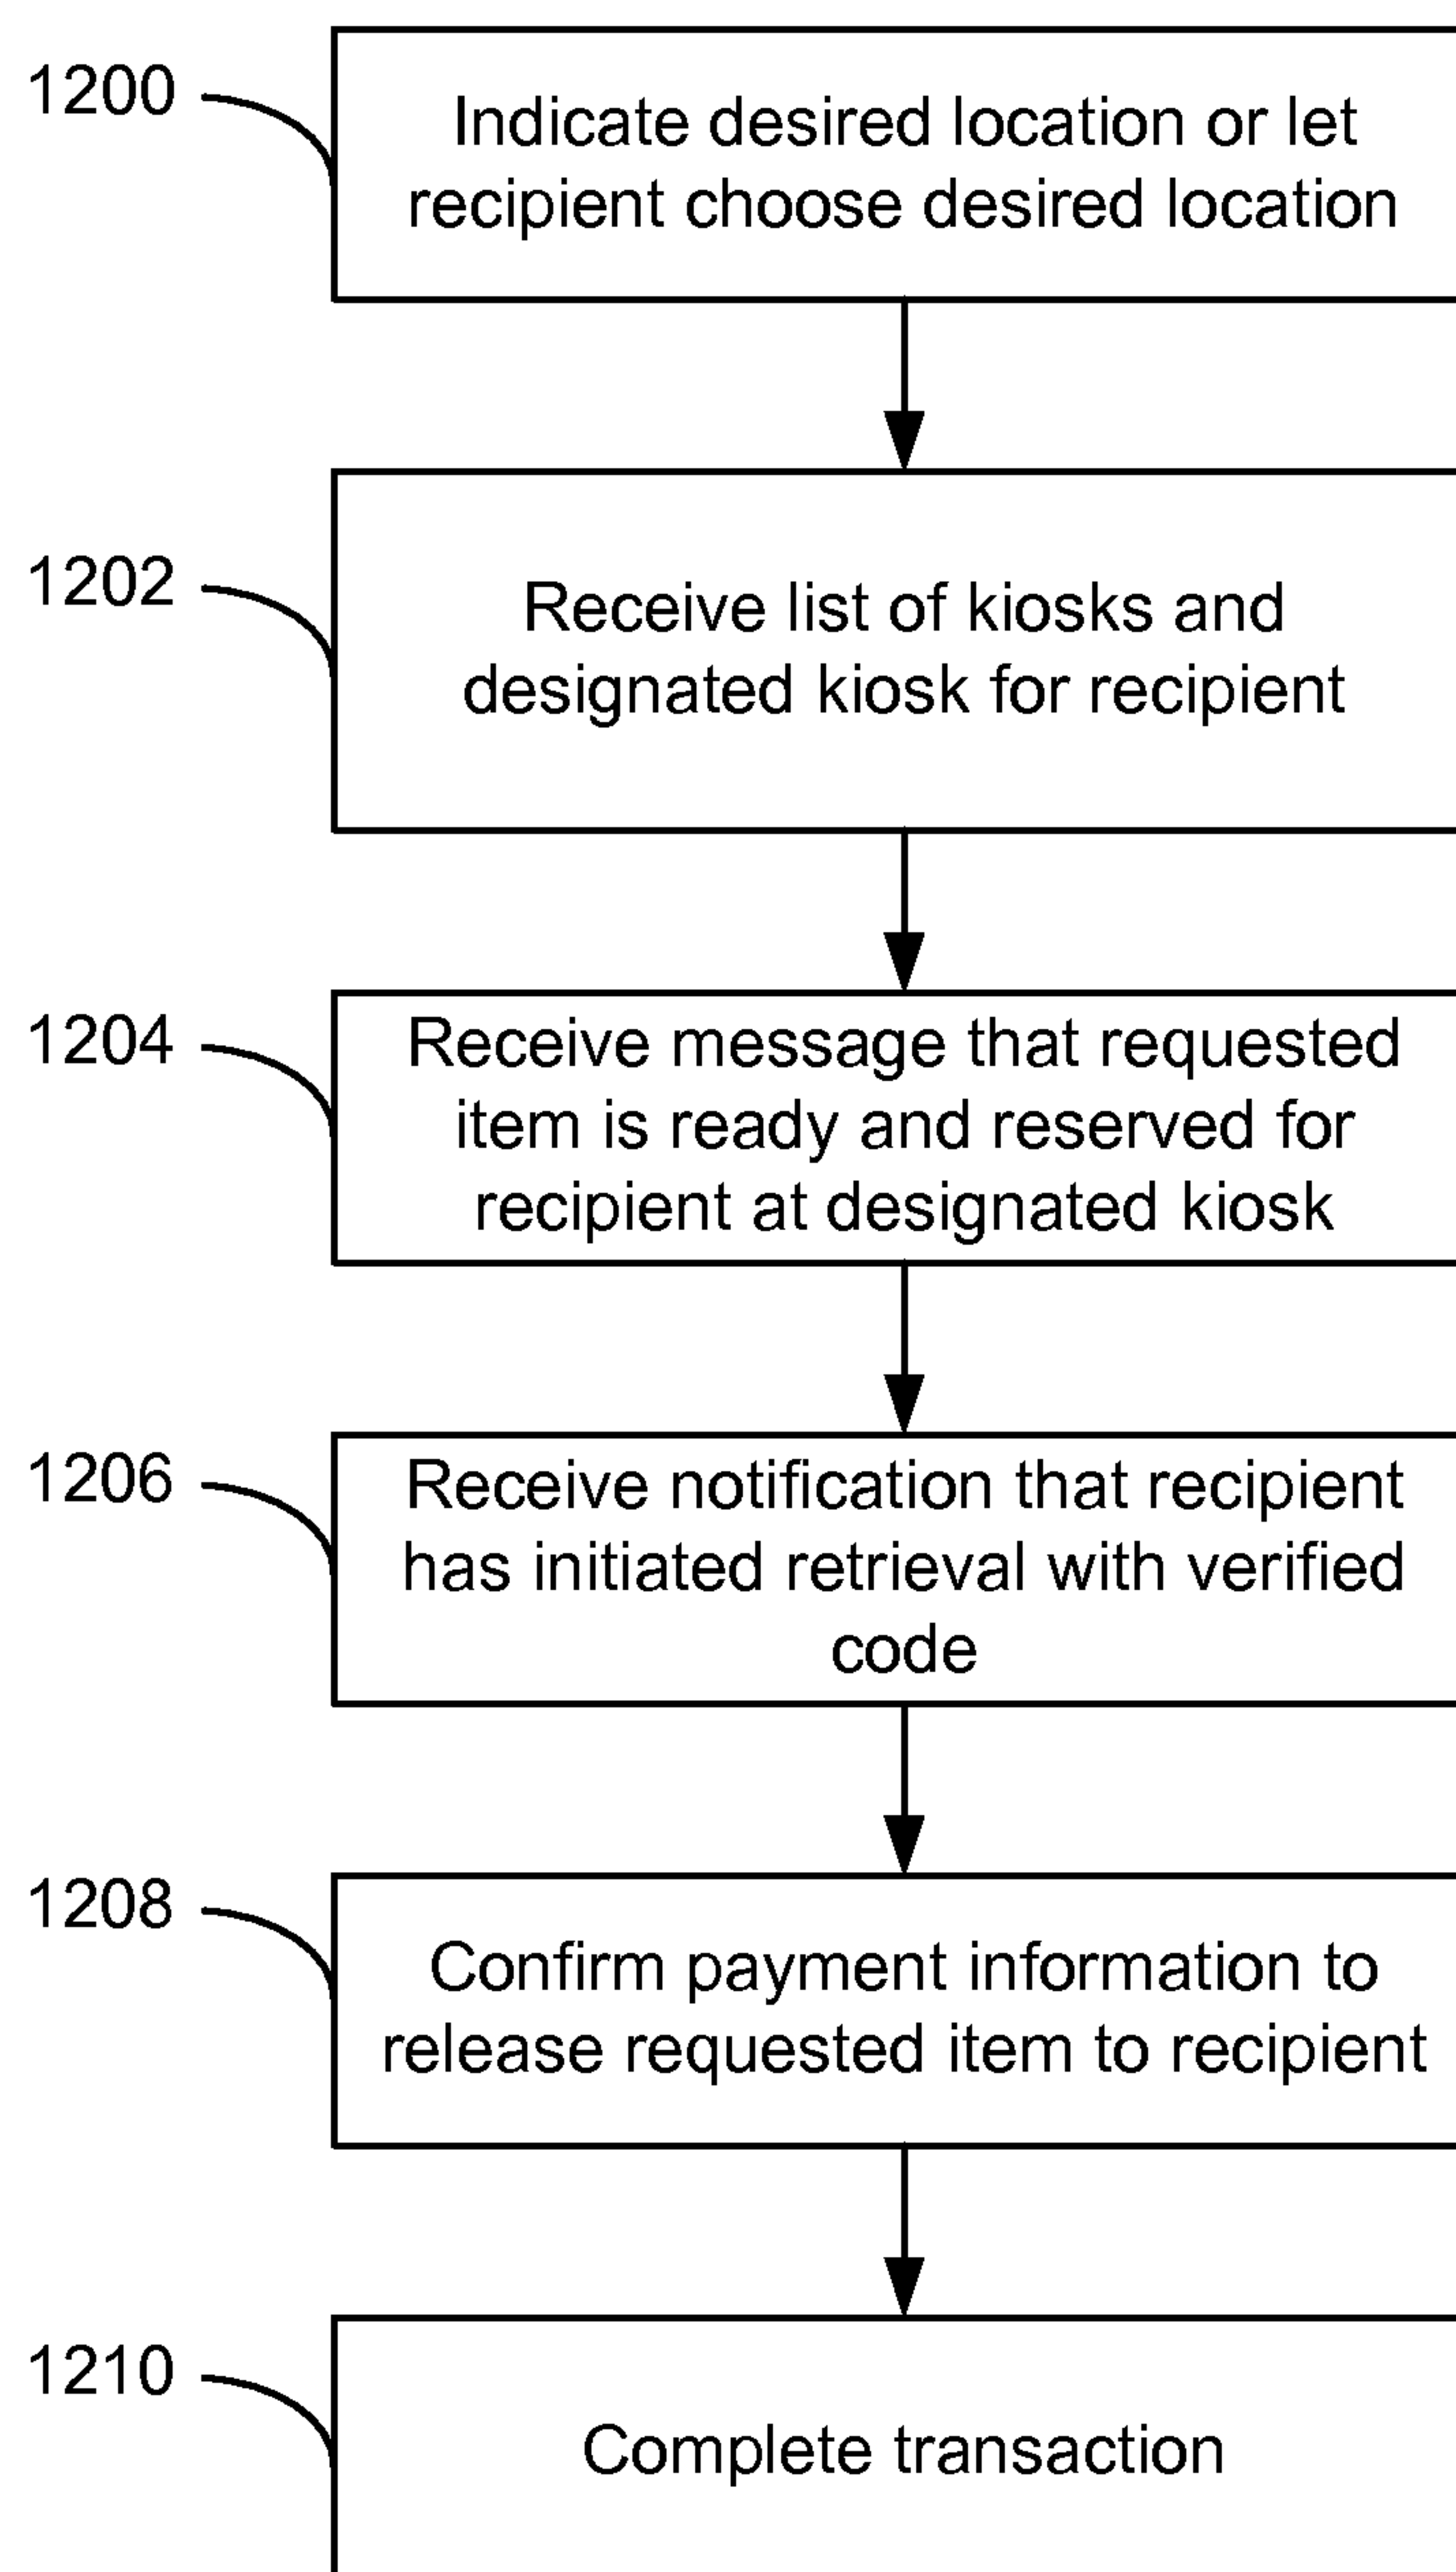 1200
Indicate desired location or let
recipient choose desired location
1202
Receive list of kiosks and
designated kiosk for recipient
1204
Receive message that requested
item is ready and reserved for
recipient at designated kiosk
1206
Receive notification that recipient
has initiated retrieval with verified
code
1208
Confirm payment information to
release requested item to recipient
1210
Complete transaction